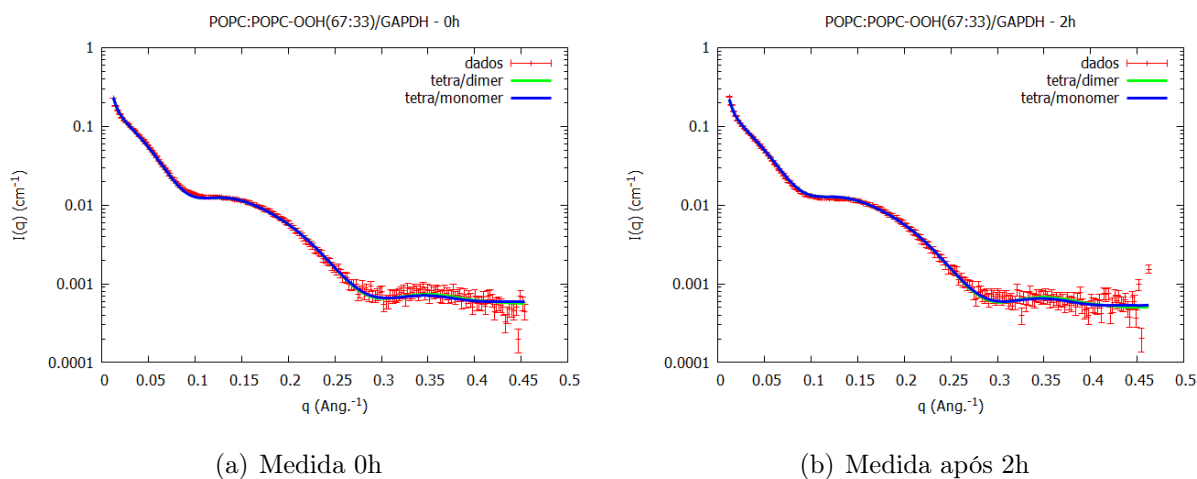 POPC:POPC-OOH(67:33)/GAPDH - 0h
1
0.1
0.01
0.001
0.0001
I(q) (cm⁻¹)
dados
tetra/dimer
tetra/monomer
0 0.05 0.1 0.15 0.2 0.25 0.3 0.35 0.4 0.45 0.5
q (Ang.⁻¹)
(a) Medida 0h
POPC:POPC-OOH(67:33)/GAPDH - 2h
1
0.1
0.01
0.001
0.0001
I(q) (cm⁻¹)
dados
tetra/dimer
tetra/monomer
0 0.05 0.1 0.15 0.2 0.25 0.3 0.35 0.4 0.45 0.5
q (Ang.⁻¹)
(b) Medida após 2h